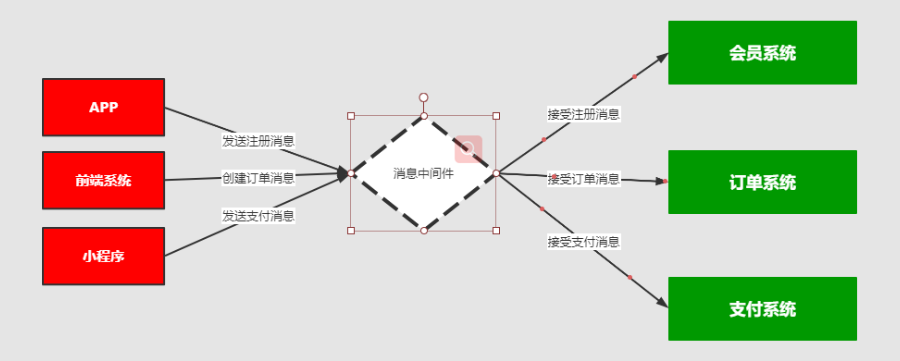 APP
前端系统
小程序
发送注册消息
创建订单消息
发送支付消息
消息中间件
接受注册消息
接受订单消息
接受支付消息
会员系统
订单系统
支付系统